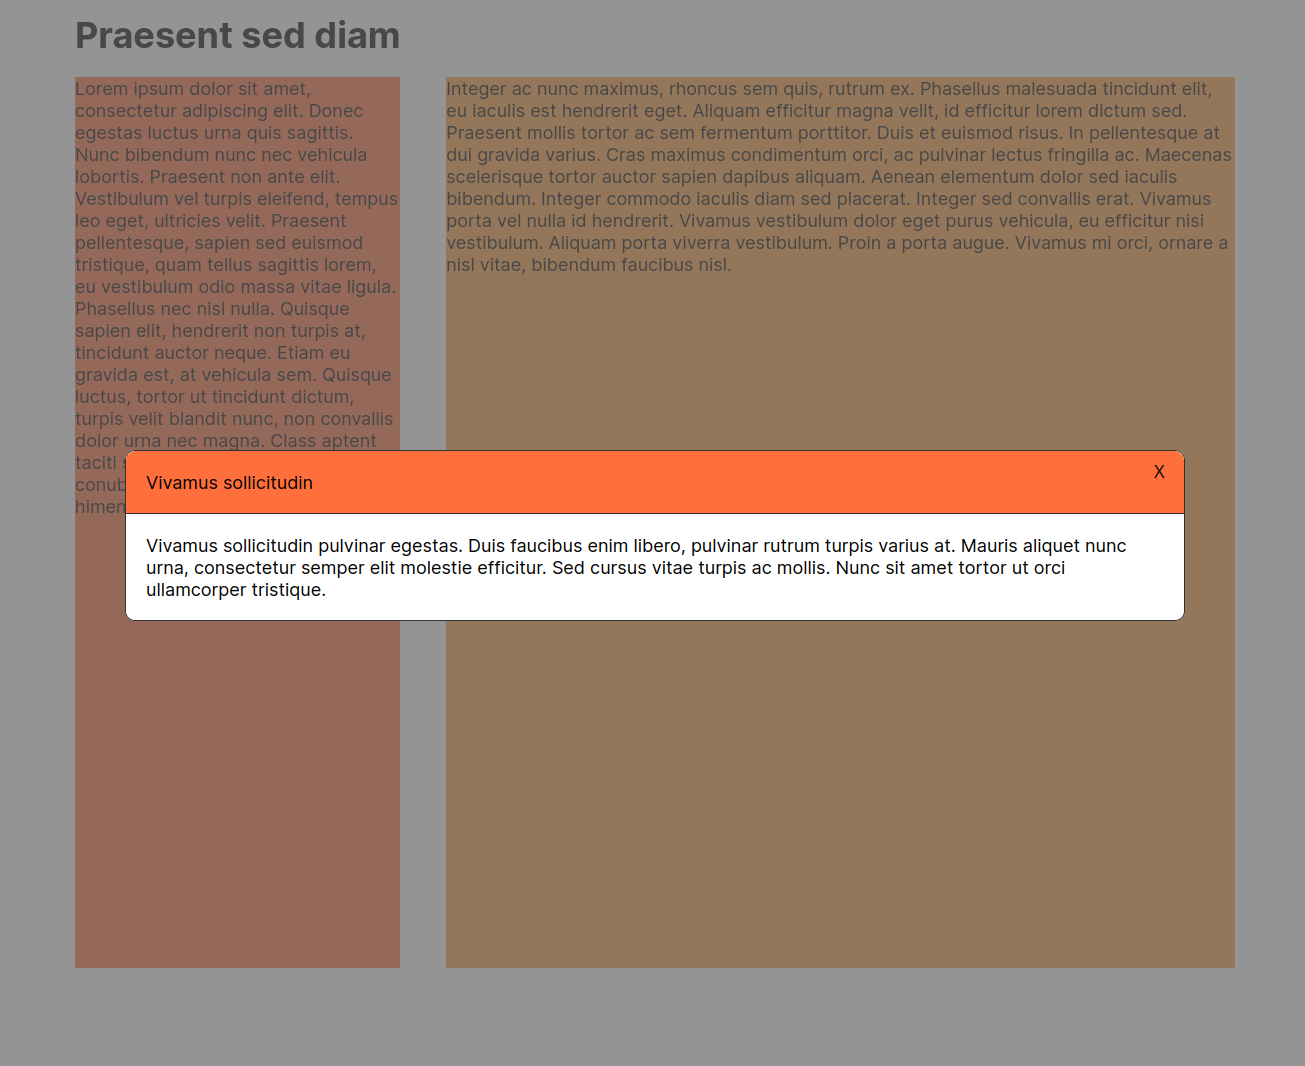 Praesent sed diam
Lorem ipsum dolor sit amet,
consectetur adipiscing elit. Donec
egestas luctus urna quis sagittis.
Nunc bibendum nunc nec vehicula
lobortis. Praesent non ante elit.
Vestibulum vel turpis eleifend, tempus
leo eget, ultricies velit. Praesent
pellentesque, sapien sed euismod
tristique, quam tellus sagittis lorem,
eu vestibulum odio massa vitae ligula.
Phasellus nec nisl nulla. Quisque
sapien elit, hendrerit non turpis at,
tincidunt auctor neque. Etiam eu
gravida est, at vehicula sem. Quisque
luctus, tortor ut tincidunt dictum,
turpis velit blandit nunc, non convallis
dolor urna nec magna. Class aptent
taciti
Integer ac nunc maximus, rhoncus sem quis, rutrum ex. Phasellus malesuada tincidunt elit,
eu iaculis est hendrerit eget. Aliquam efficitur magna velit, id efficitur lorem dictum sed.
Praesent mollis tortor ac sem fermentum porttitor. Duis et euismod risus. In pellentesque at
dui gravida varius. Cras maximus condimentum orci, ac pulvinar lectus fringilla ac. Maecenas
scelerisque tortor auctor sapien dapibus aliquam. Aenean elementum dolor sed iaculis
bibendum. Integer commodo iaculis diam sed placerat. Integer sed convallis erat. Vivamus
porta vel nulla id hendrerit. Vivamus vestibulum dolor eget purus vehicula, eu efficitur nisi
vestibulum. Aliquam porta viverra vestibulum. Proin a porta augue. Vivamus mi orci, ornare a
nisl vitae, bibendum faucibus nisl.
Vivamus sollicitudin
X
Vivamus sollicitudin pulvinar egestas. Duis faucibus enim libero, pulvinar rutrum turpis varius at. Mauris aliquet nunc
urna, consectetur semper elit molestie efficitur. Sed cursus vitae turpis ac mollis. Nunc sit amet tortor ut orci
ullamcorper tristique.